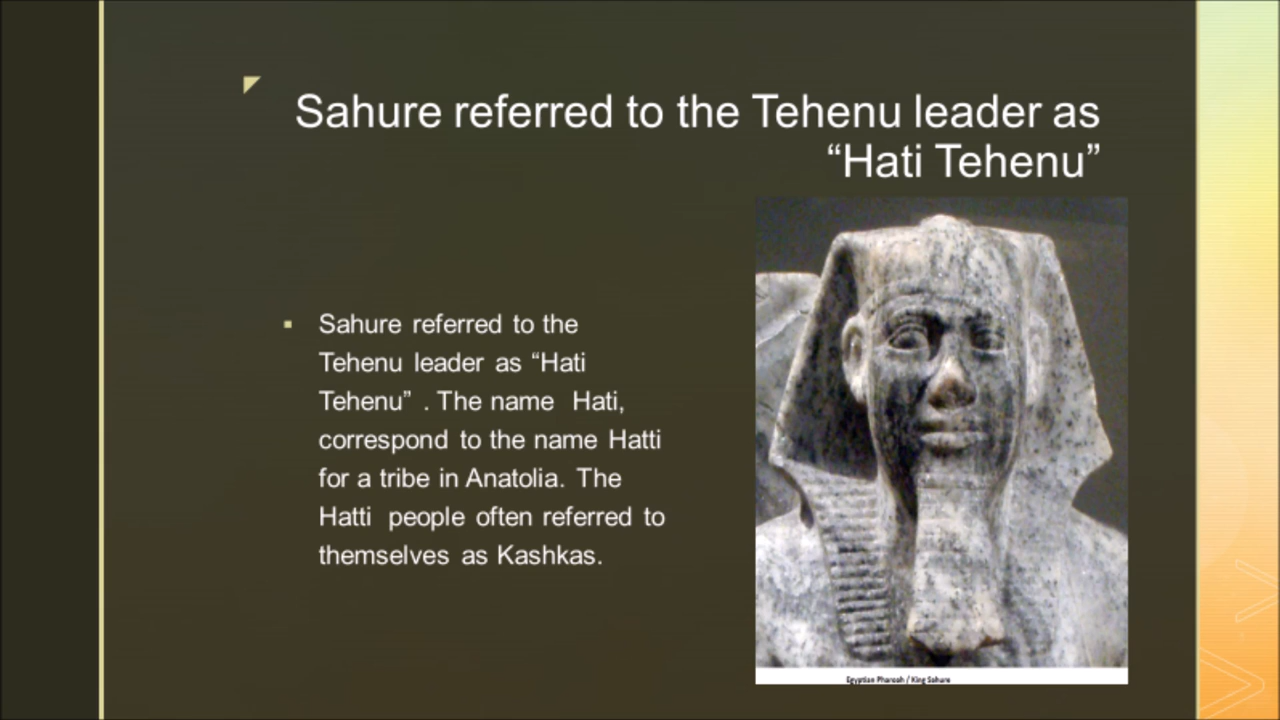 Sahure referred to the Tehenu leader as
“Hati Tehenu”
Sahure referred to the
Tehenu leader as “Hati
Tehenu” . The name Hati,
correspond to the name Hatti
for a tribe in Anatolia. The
Hatti people often referred to
themselves as Kashkas.
Egyptian Pharoah / King Sahure